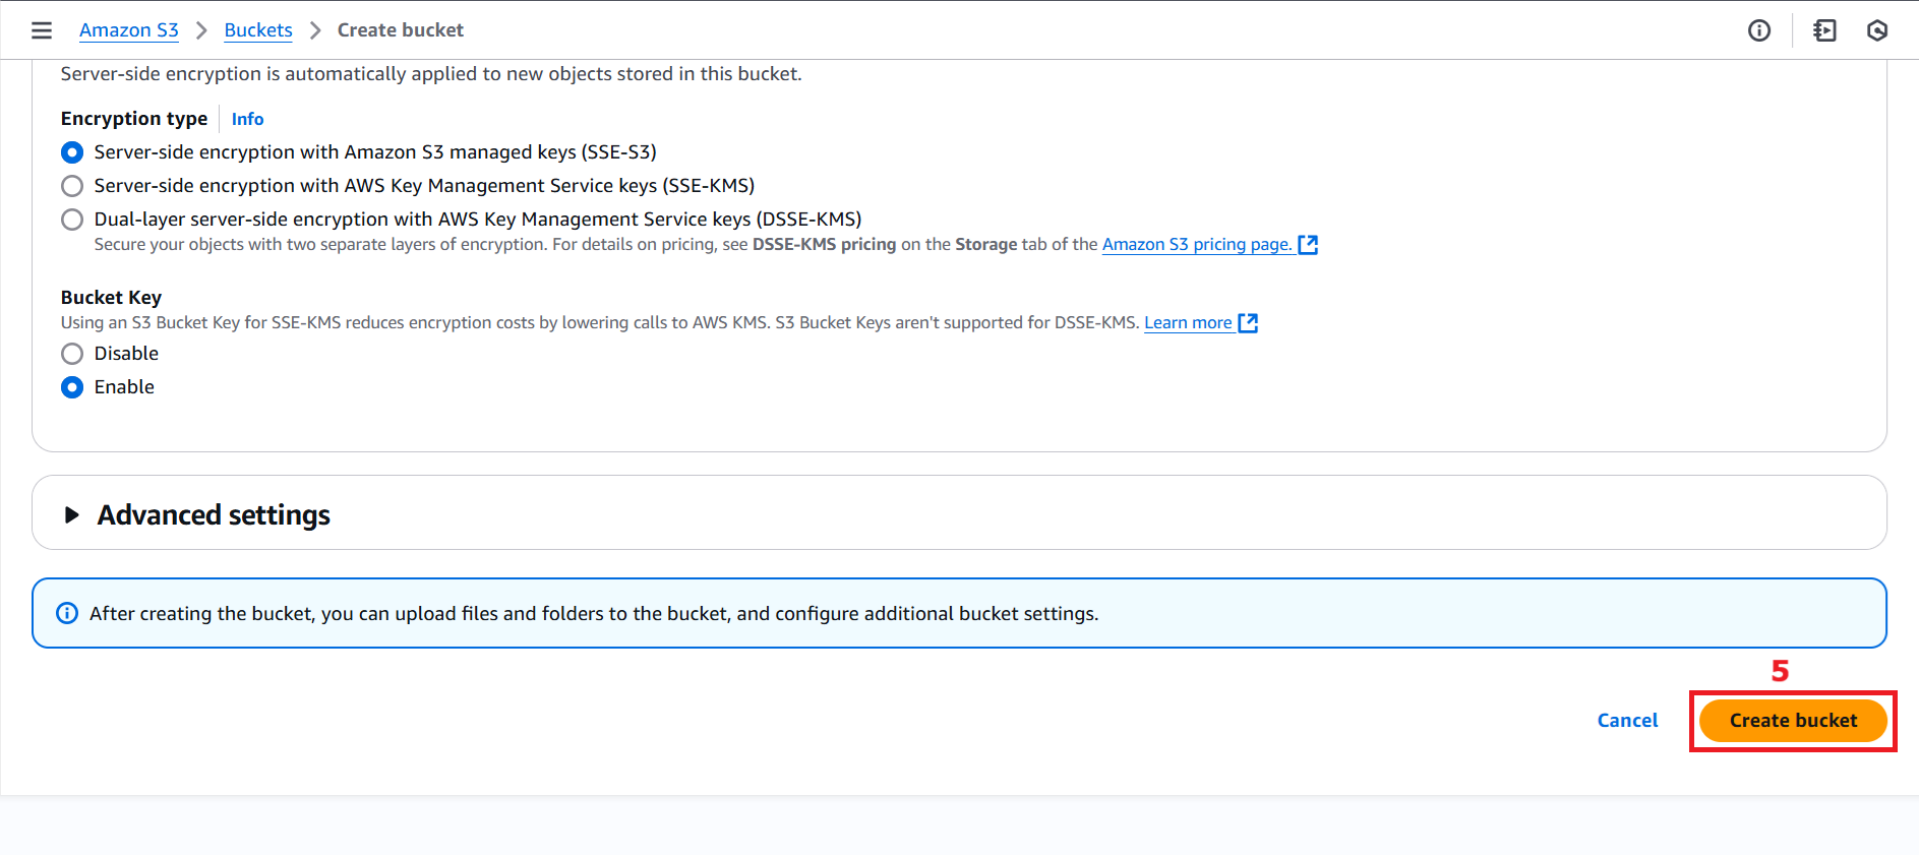 Amazon S3 > Buckets > Create bucket
Server-side encryption is automatically applied to new objects stored in this bucket.
Encryption type Info
Server-side encryption with Amazon S3 managed keys (SSE-S3)
Server-side encryption with AWS Key Management Service keys (SSE-KMS)
Dual-layer server-side encryption with AWS Key Management Service keys (DSSE-KMS)
Secure your objects with two separate layers of encryption. For details on pricing, see DSSE-KMS pricing on the Storage tab of the Amazon S3 pricing page.
Bucket Key
Using an S3 Bucket Key for SSE-KMS reduces encryption costs by lowering calls to AWS KMS. S3 Bucket Keys aren't supported for DSSE-KMS. Learn more
Disable
Enable
Advanced settings
After creating the bucket, you can upload files and folders to the bucket, and configure additional bucket settings.
5
Cancel Create bucket